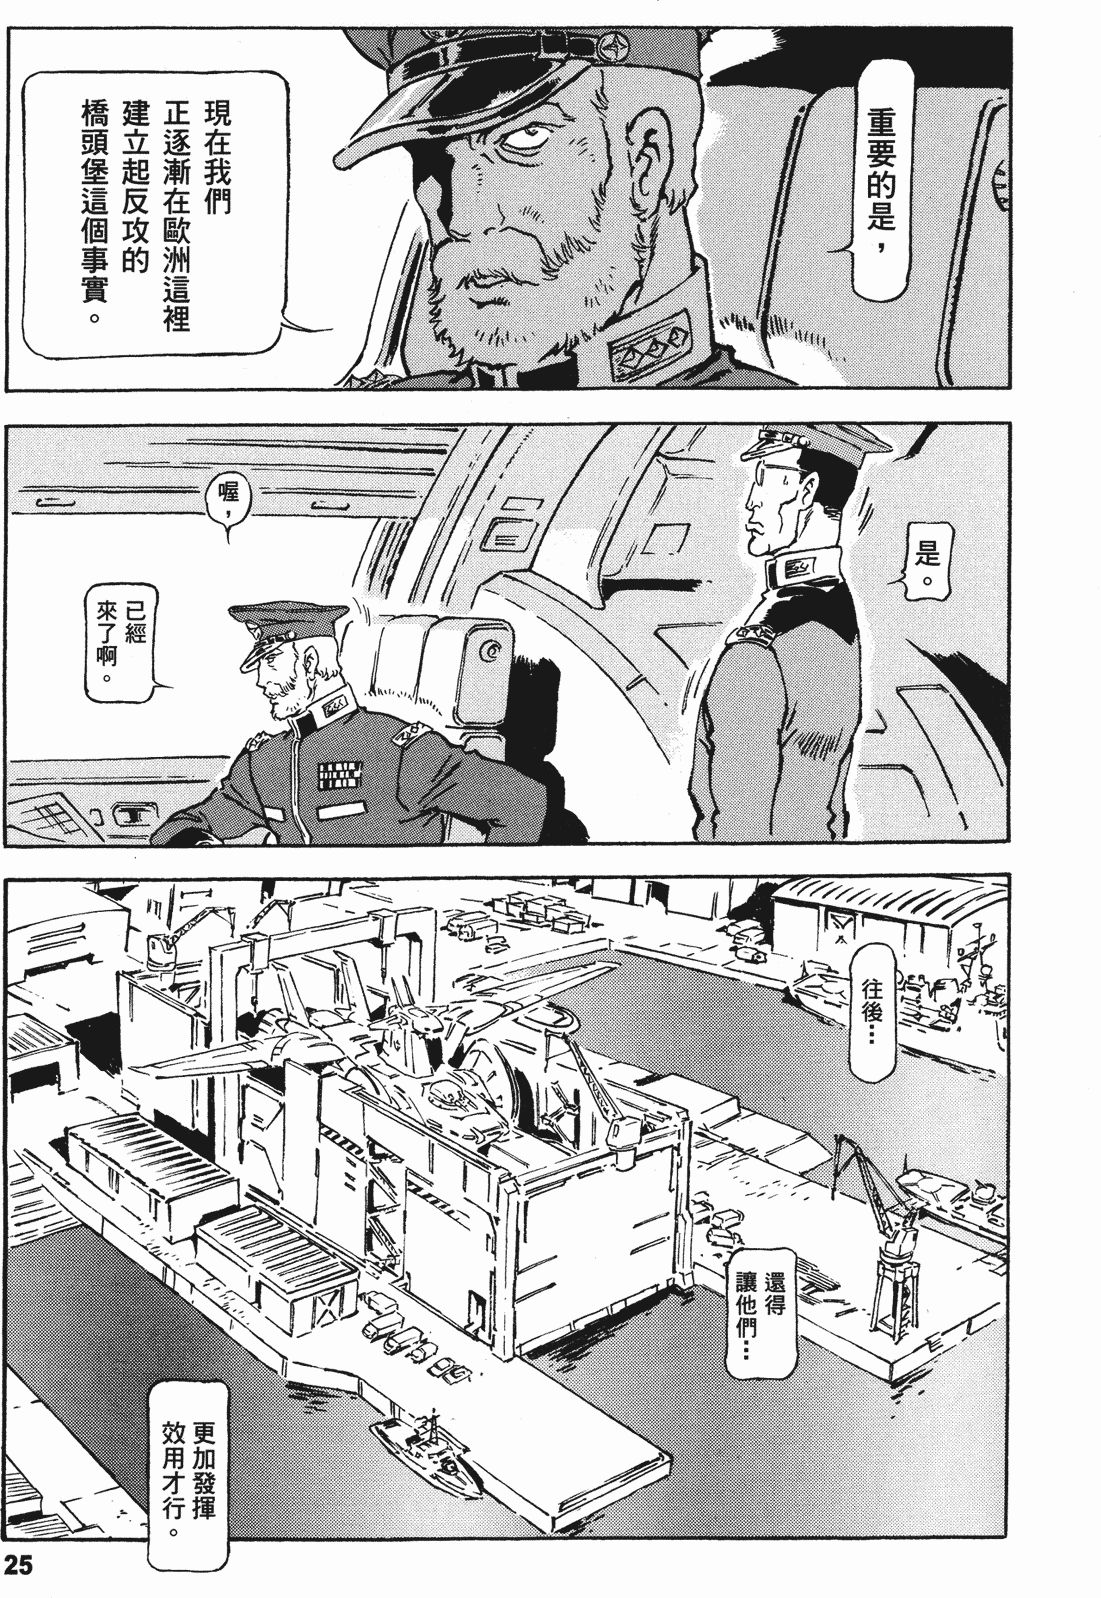 重要的是，
現在我們
正逐漸在歐洲這裡
建立起反攻的
橋頭堡這個事實。
是。
喔，
已經
來了啊。
往後…
還得
讓他們…
更加發揮
效用才行。
25